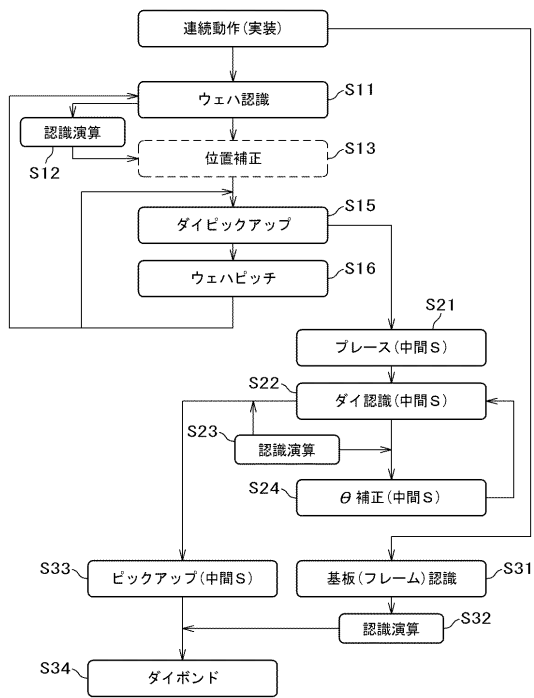 連続動作(実装)
ウェハ認識
S11
認識演算
S12
位置補正
S13
ダイピックアップ
S15
ウェハピッチ
S16
S21
プレース(中間S)
S22
ダイ認識(中間S)
S23
認識演算
S24
θ補正(中間S)
S33
ピックアップ(中間S)
基板(フレーム)認識
S31
認識演算
S32
S34
ダイボンド